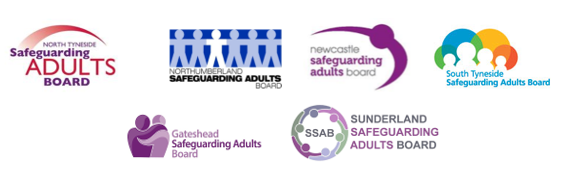 NORTH TYNESIDE
Safeguarding
ADULTS
BOARD
NORTHUMBERLAND
SAFEGUARDING ADULTS
BOARD
newcastle
safeguarding
adults board
South Tyneside
Safeguarding Adults Board
Gateshead
Safeguarding Adults
Board
SSAB
SUNDERLAND
SAFEGUARDING
ADULTS BOARD